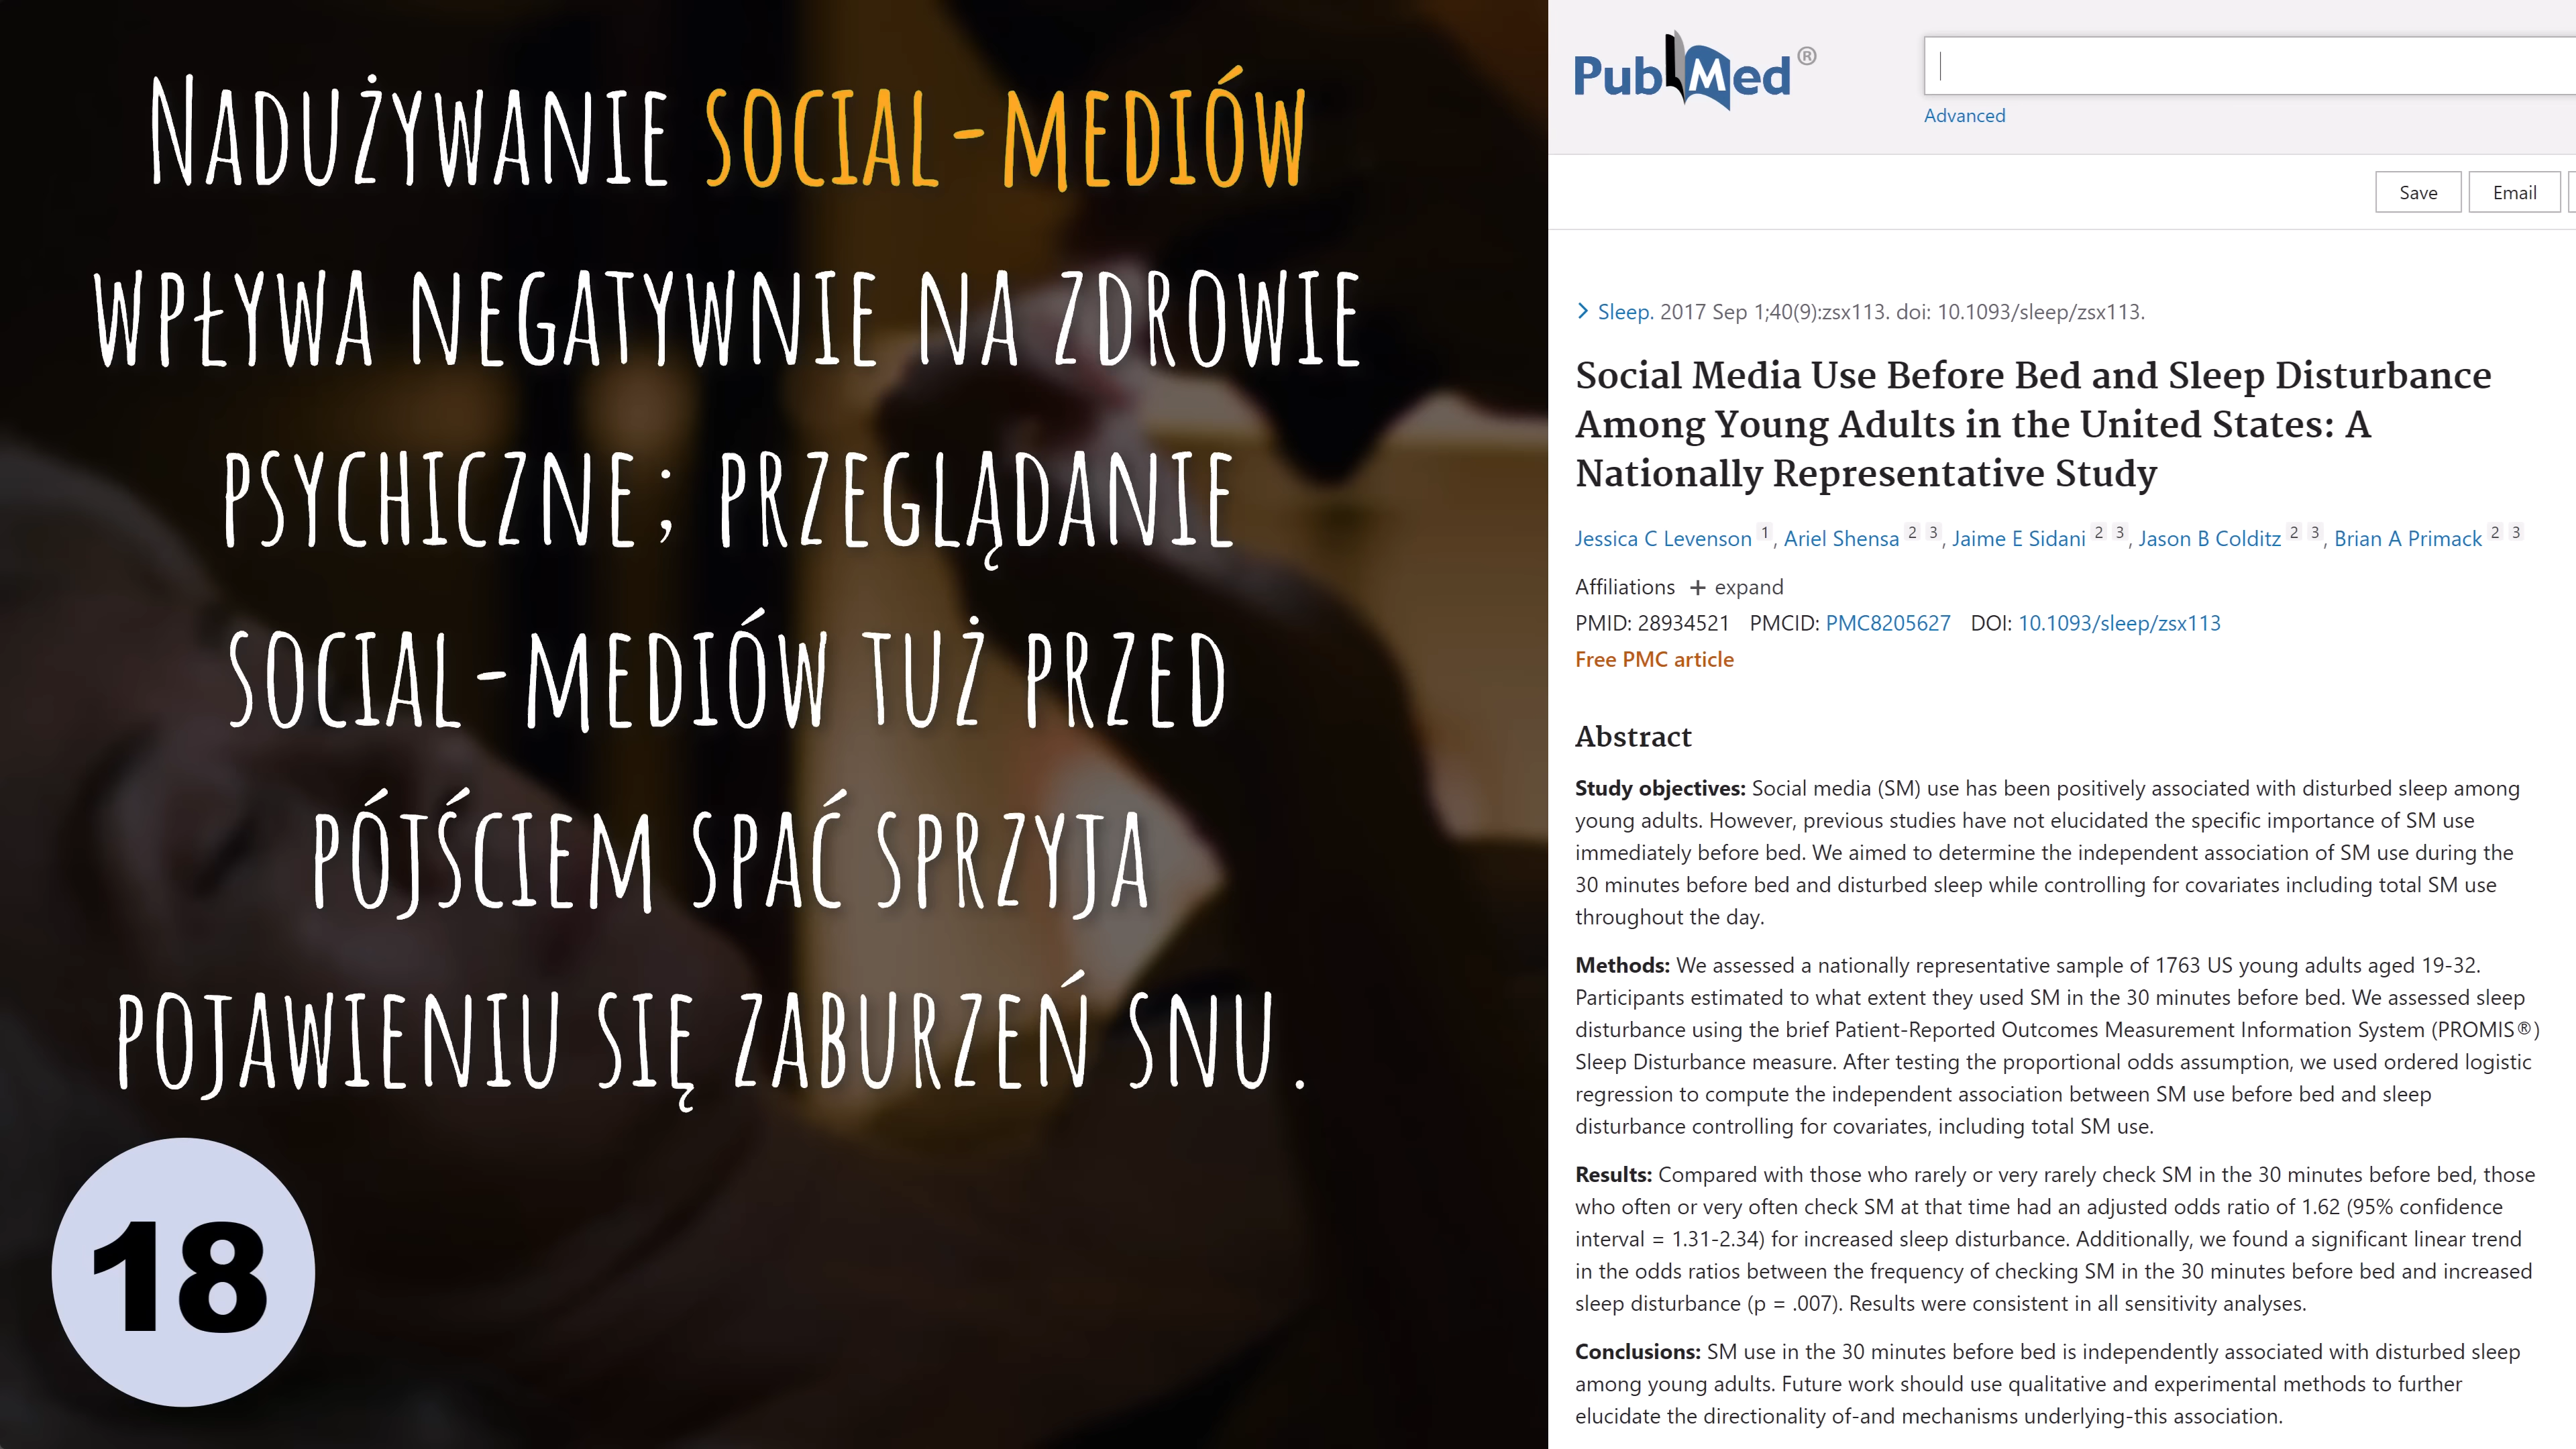 Nadużywanie social-mediów
wpływa negatywnie na zdrowie
psychiczne; przeglądanie
social-mediów tuż przed
pójściem spać sprzyja
pojawieniu się zaburzeń snu.
18
PubMed®
Advanced
Save Email
Sleep. 2017 Sep 1;40(9):zsx113. doi: 10.1093/sleep/zsx113.
Social Media Use Before Bed and Sleep Disturbance
Among Young Adults in the United States: A
Nationally Representative Study
Jessica C Levenson 1, Ariel Shensa 2 3, Jaime E Sidani 2 3, Jason B Colditz 2 3, Brian A Primack 2 3
Affiliations + expand
PMID: 28934521 PMCID: PMC8205627 DOI: 10.1093/sleep/zsx113
Free PMC article
Abstract
Study objectives: Social media (SM) use has been positively associated with disturbed sleep among
young adults. However, previous studies have not elucidated the specific importance of SM use
immediately before bed. We aimed to determine the independent association of SM use during the
30 minutes before bed and disturbed sleep while controlling for covariates including total SM use
throughout the day.
Methods: We assessed a nationally representative sample of 1763 US young adults aged 19-32.
Participants estimated to what extent they used SM in the 30 minutes before bed. We assessed sleep
disturbance using the brief Patient-Reported Outcomes Measurement Information System (PROMIS®)
Sleep Disturbance measure. After testing the proportional odds assumption, we used ordered logistic
regression to compute the independent association between SM use before bed and sleep
disturbance controlling for covariates, including total SM use.
Results: Compared with those who rarely or very rarely check SM in the 30 minutes before bed, those
who often or very often check SM at that time had an adjusted odds ratio of 1.62 (95% confidence
interval = 1.31-2.34) for increased sleep disturbance. Additionally, we found a significant linear trend
in the odds ratios between the frequency of checking SM in the 30 minutes before bed and increased
sleep disturbance (p = .007). Results were consistent in all sensitivity analyses.
Conclusions: SM use in the 30 minutes before bed is independently associated with disturbed sleep
among young adults. Future work should use qualitative and experimental methods to further
elucidate the directionality of-and mechanisms underlying-this association.